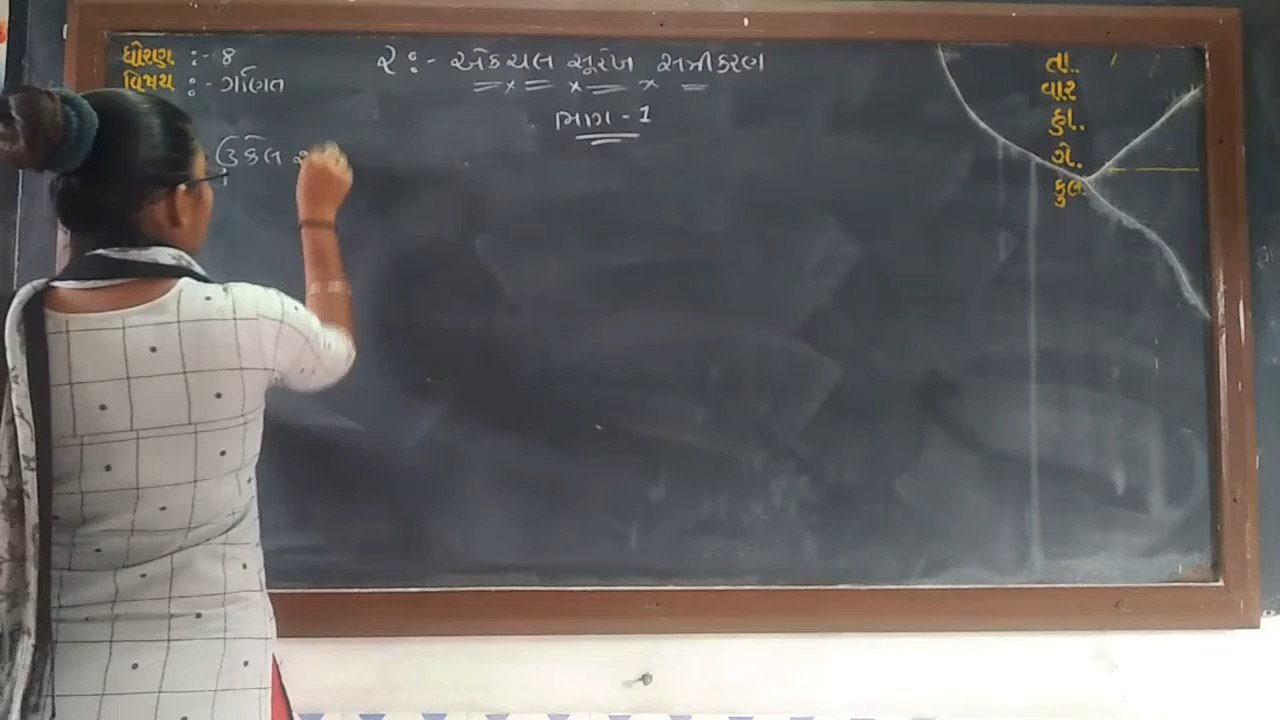 ધોરણ :- 8
વિષય :- ગણિત
૨ :- એકચલ સુરેખ સમીકરણ
ભાગ - 1
ઉકેલ
તા..
વાર
હા.
ગે.
કુલ